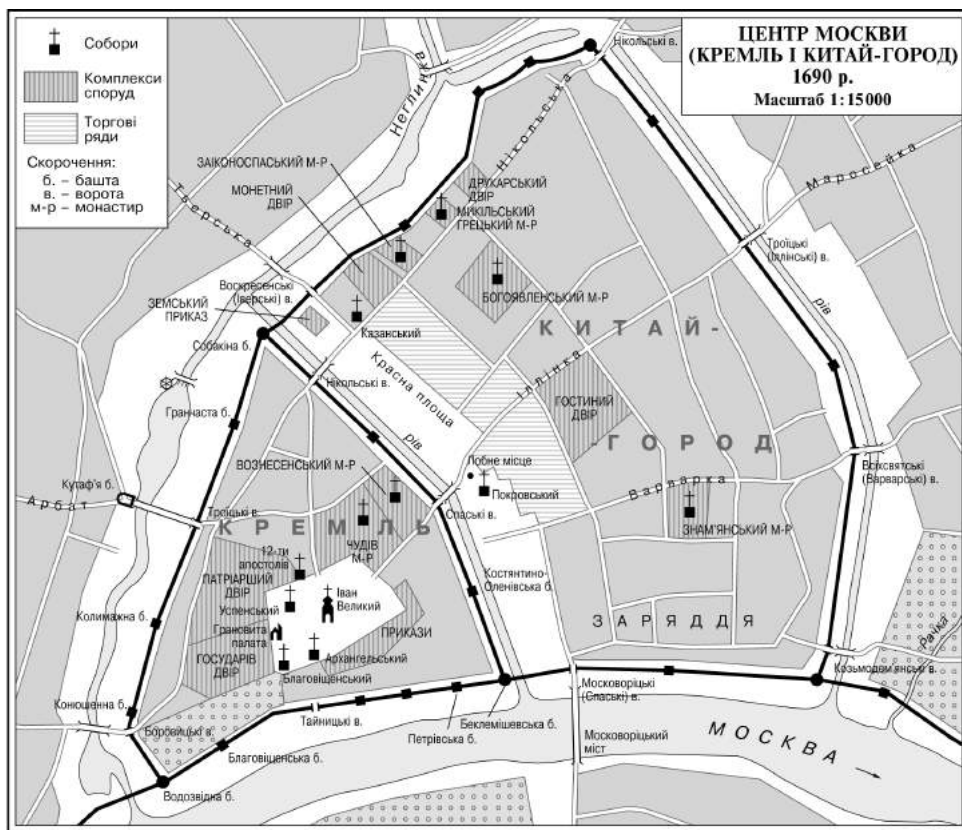 ЦЕНТР МОСКВИ
(КРЕМЛЬ І КИТАЙ-ГОРОД)
1690 р.
Масштаб 1:15000
Собори
Комплекси
споруд
Торгові
ряди
Скорочення:
б. – башта
в. – ворота
м-р – монастир
Нікольські в.
Неглинка
Нікольська
Маросейка
Тверська
ЗАІКОНОСПАСЬКИЙ М-Р
МОНЕТНИЙ
ДВІР
ДРУХАРСЬКИЙ
ДВІР
МИКІЛЬСЬКИЙ
ГРЕЦЬКИЙ М-Р
Троїцькі
(Іллінські) в.
рів
Воскресенські
(Іверські) в.
БОГОЯВЛЕНСЬКИЙ М-Р
ЗЕМСЬКИЙ
ПРИКАЗ
Казанський
КИТАЙ-
Собакіна б.
Красна площа
Іллінка
Нікольські в.
ГОСТИНИЙ
ДВІР
Гранчаста б.
рів
-ГОРОД
ВОЗНЕСЕНСЬКИЙ М-Р
Лобне місце
Всіхсвятські
(Варварські) в.
Кутаф'я б.
Покровський
Варварка
Арбат
Троїцькі в.
Спаські в.
КРЕМЛЬ
ЗНАМ'ЯНСЬКИЙ М-Р
ЧУДІВ
М-Р
12-ти
апостолів
ПАТРІАРШИЙ
ДВІР
Іван
Великий
Костянтино-
Оленівська б.
Успенський
Колимажна б.
ПРИКАЗИ
ЗАРЯДДЯ
Рачка
Грановита
палата
ГОСУДАРІВ
ДВІР
Архангельський
Благовіщенський
Козьмодем'янські в.
Москворіцькі
(Спаські) в.
Конюшенна б.
Тайницькі в.
Беклемішевська б.
Боровицькі в.
Петрівська б.
Москворіцький
міст
МОСКВА
Благовіщенська б.
Водозвідна б.